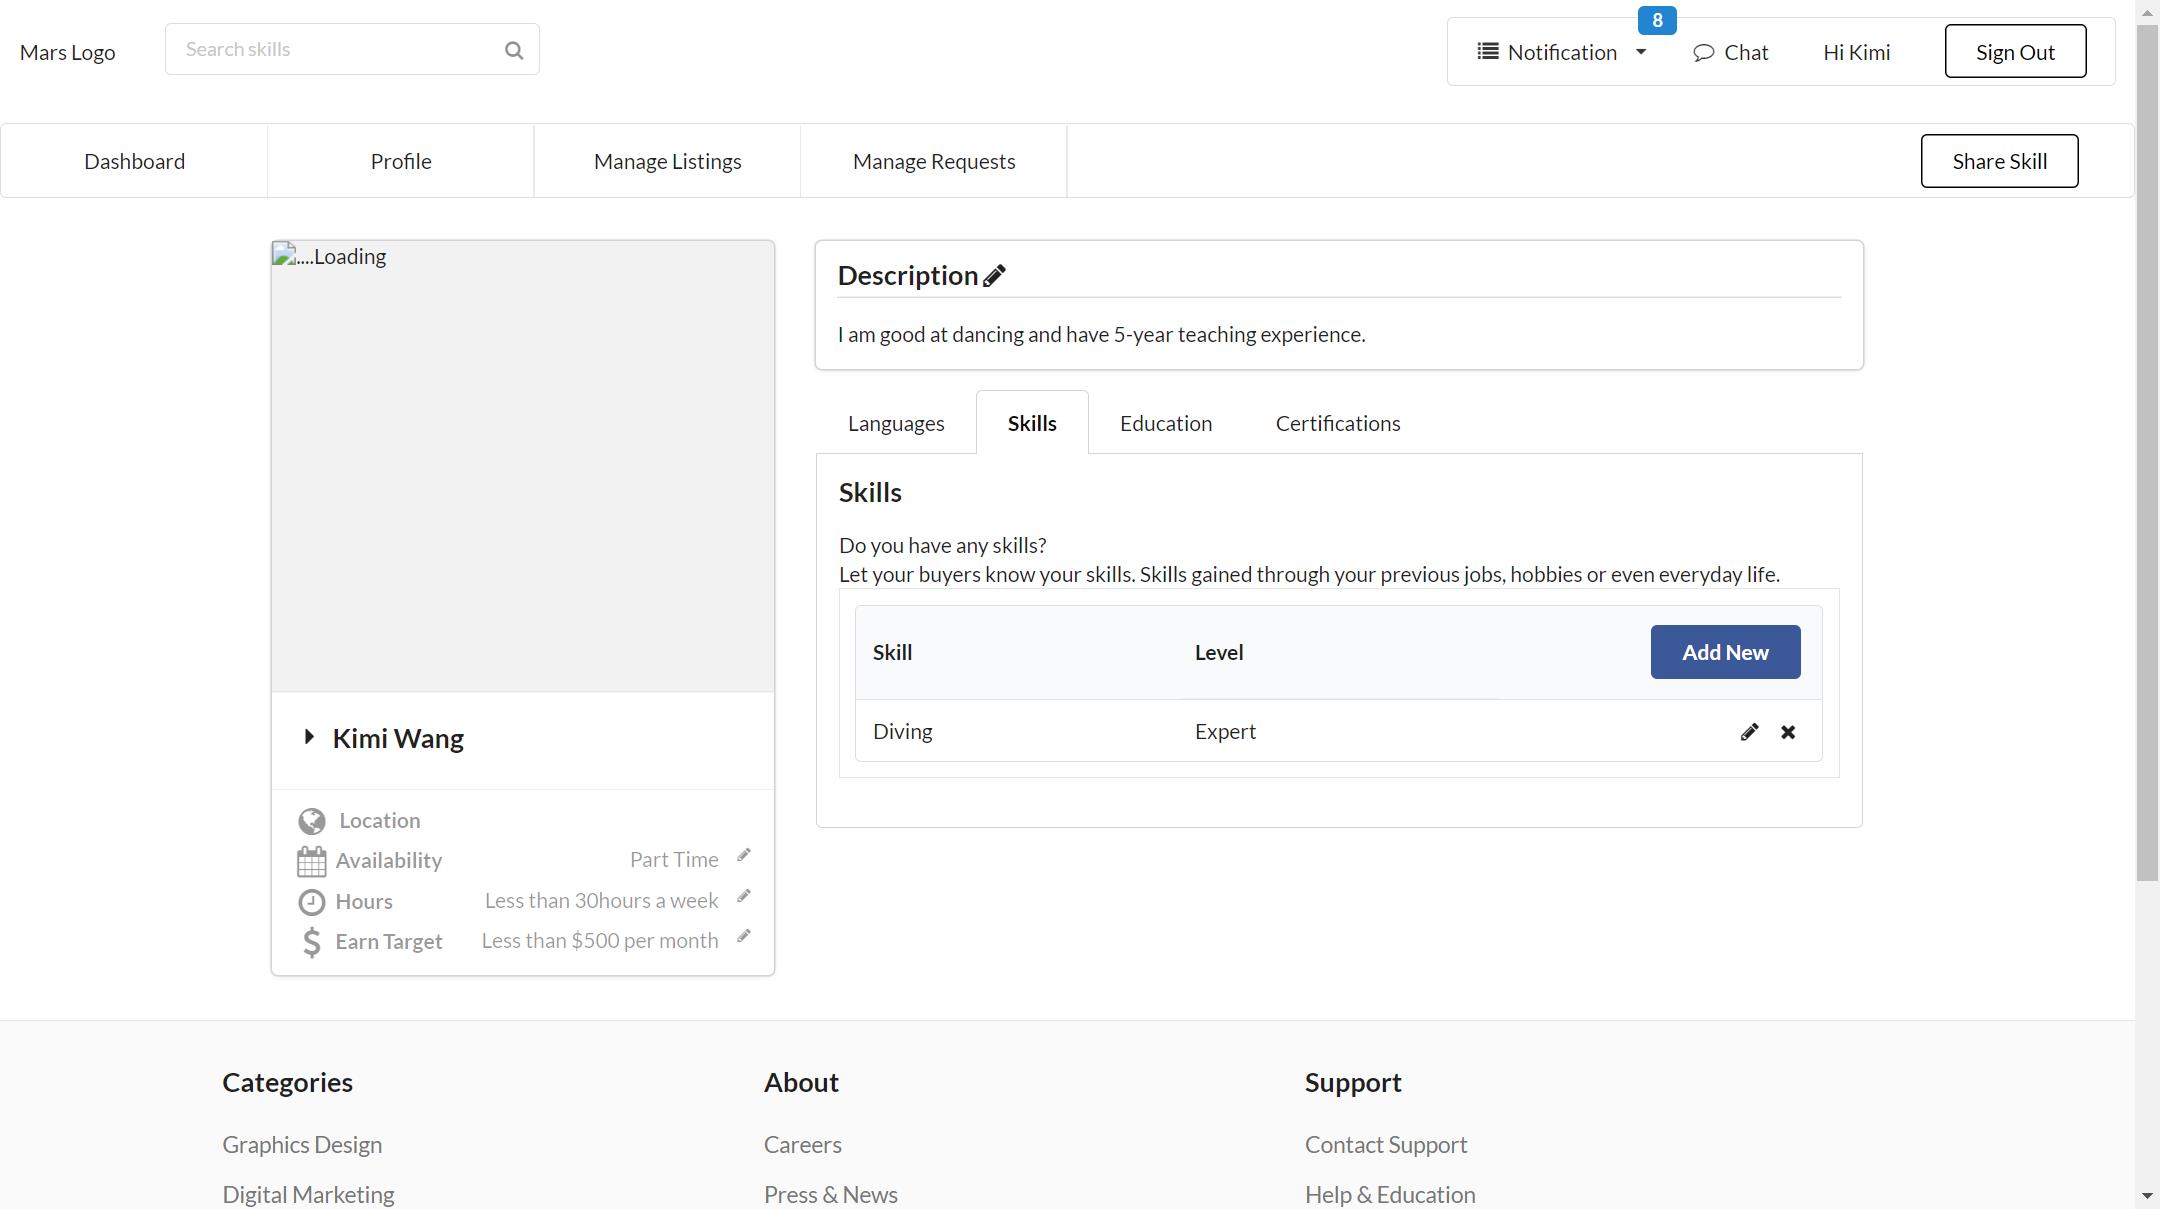 Mars Logo
Search skills
8
Notification
Chat
Hi Kimi
Sign Out
Dashboard
Profile
Manage Listings
Manage Requests
Share Skill
....Loading
Kimi Wang
Location
Availability
Part Time
Hours
Less than 30hours a week
Earn Target
Less than $500 per month
Description
I am good at dancing and have 5-year teaching experience.
Languages
Skills
Education
Certifications
Skills
Do you have any skills?
Let your buyers know your skills. Skills gained through your previous jobs, hobbies or even everyday life.
Skill
Level
Add New
Diving
Expert
Categories
Graphics Design
Digital Marketing
About
Careers
Press & News
Support
Contact Support
Help & Education